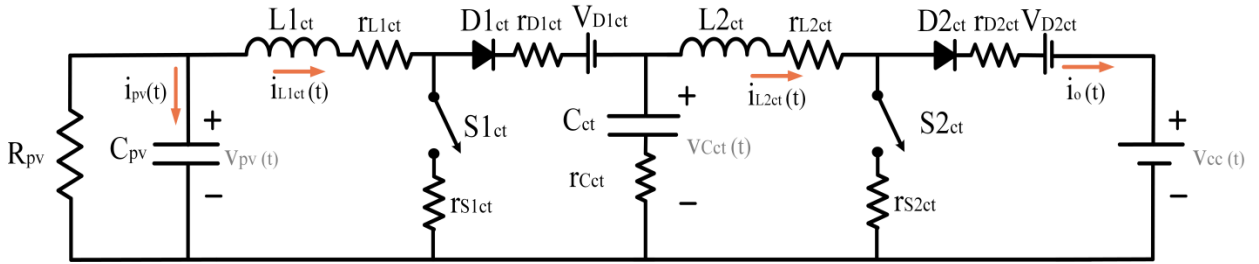 L1ct
rL1ct
D1ct
rD1ct
VD1ct
L2ct
rL2ct
D2ct
rD2ct
VD2ct
ipv(t)
iL1ct(t)
iL2ct(t)
io(t)
Rpv
Cpv
+
vpv(t)
−
S1ct
rS1ct
Cct
+
vCct(t)
rCct
−
S2ct
rS2ct
+
vcc(t)
−